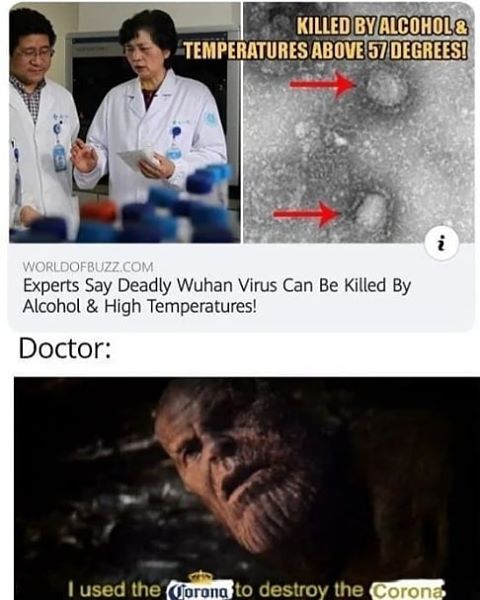 KILLED BY ALCOHOL &
TEMPERATURES ABOVE 57 DEGREES!
i
WORLDOFBUZZ.COM
Experts Say Deadly Wuhan Virus Can Be Killed By
Alcohol & High Temperatures!
Doctor:
I used the Corona to destroy the Corona